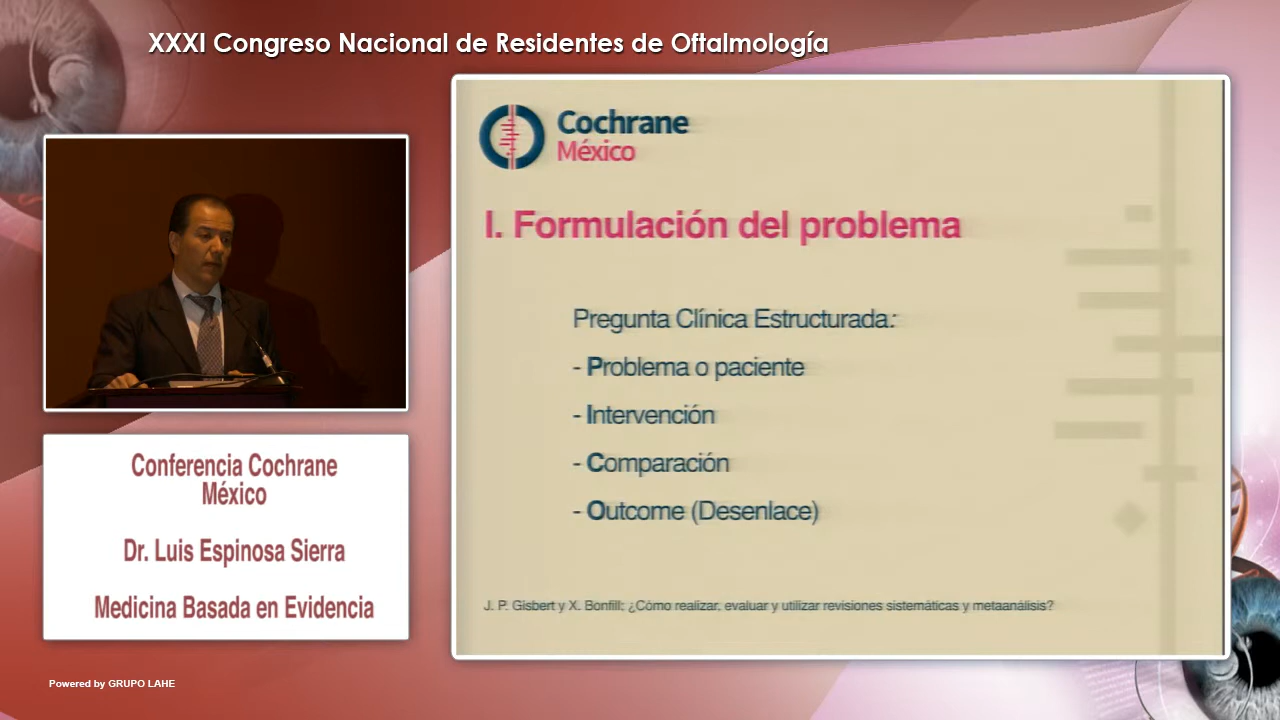 XXXI Congreso Nacional de Residentes de Oftalmología
Cochrane
México
I. Formulación del problema
Pregunta Clínica Estructurada:
- Problema o paciente
- Intervención
- Comparación
- Outcome (Desenlace)
J. P. Gisbert y X. Bonfill; ¿Cómo realizar, evaluar y utilizar revisiones sistemáticas y metaanálisis?
Conferencia Cochrane
México
Dr. Luis Espinosa Sierra
Medicina Basada en Evidencia
Powered by GRUPO LAHE